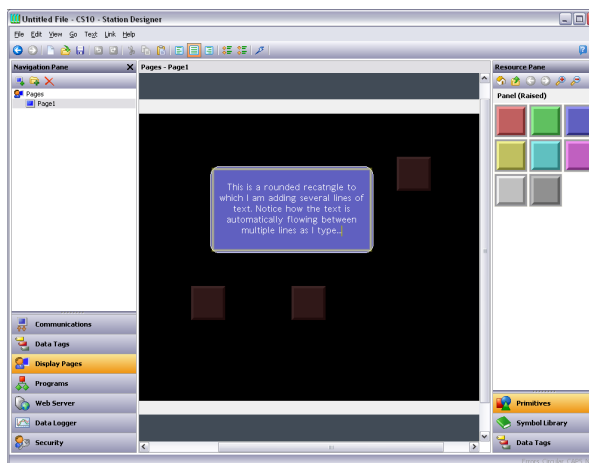 Untitled File - CS10 - Station Designer
File Edit View Go Text Link Help
Navigation Pane
Pages - Page1
Resource Pane
Pages
Page1
Panel (Raised)
This is a rounded recatngle to
which I am adding several lines of
text. Notice how the text is
automatically flowing between
multiple lines as I type...
Communications
Data Tags
Display Pages
Programs
Web Server
Data Logger
Security
Primitives
Symbol Library
Data Tags